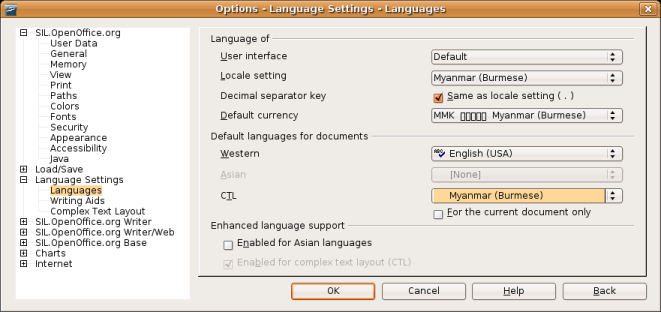 Options - Language Settings - Languages
SIL.OpenOffice.org
User Data
General
Memory
View
Print
Paths
Colors
Fonts
Security
Appearance
Accessibility
Java
Load/Save
Language Settings
Languages
Writing Aids
Complex Text Layout
SIL.OpenOffice.org Writer
SIL.OpenOffice.org Writer/Web
SIL.OpenOffice.org Base
Charts
Internet
Language of
User interface Default
Locale setting Myanmar (Burmese)
Decimal separator key Same as locale setting ( . )
Default currency MMK Myanmar (Burmese)
Default languages for documents
Western English (USA)
Asian [None]
CTL Myanmar (Burmese)
For the current document only
Enhanced language support
Enabled for Asian languages
Enabled for complex text layout (CTL)
OK Cancel Help Back